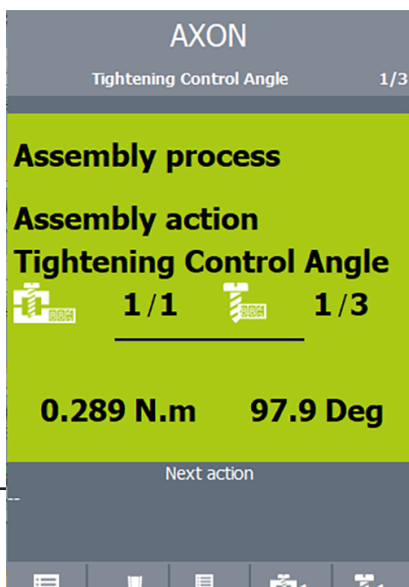 AXON
Tightening Control Angle 1/3
Assembly process
Assembly action
Tightening Control Angle
1/1 1/3
0.289 N.m 97.9 Deg
Next action
--